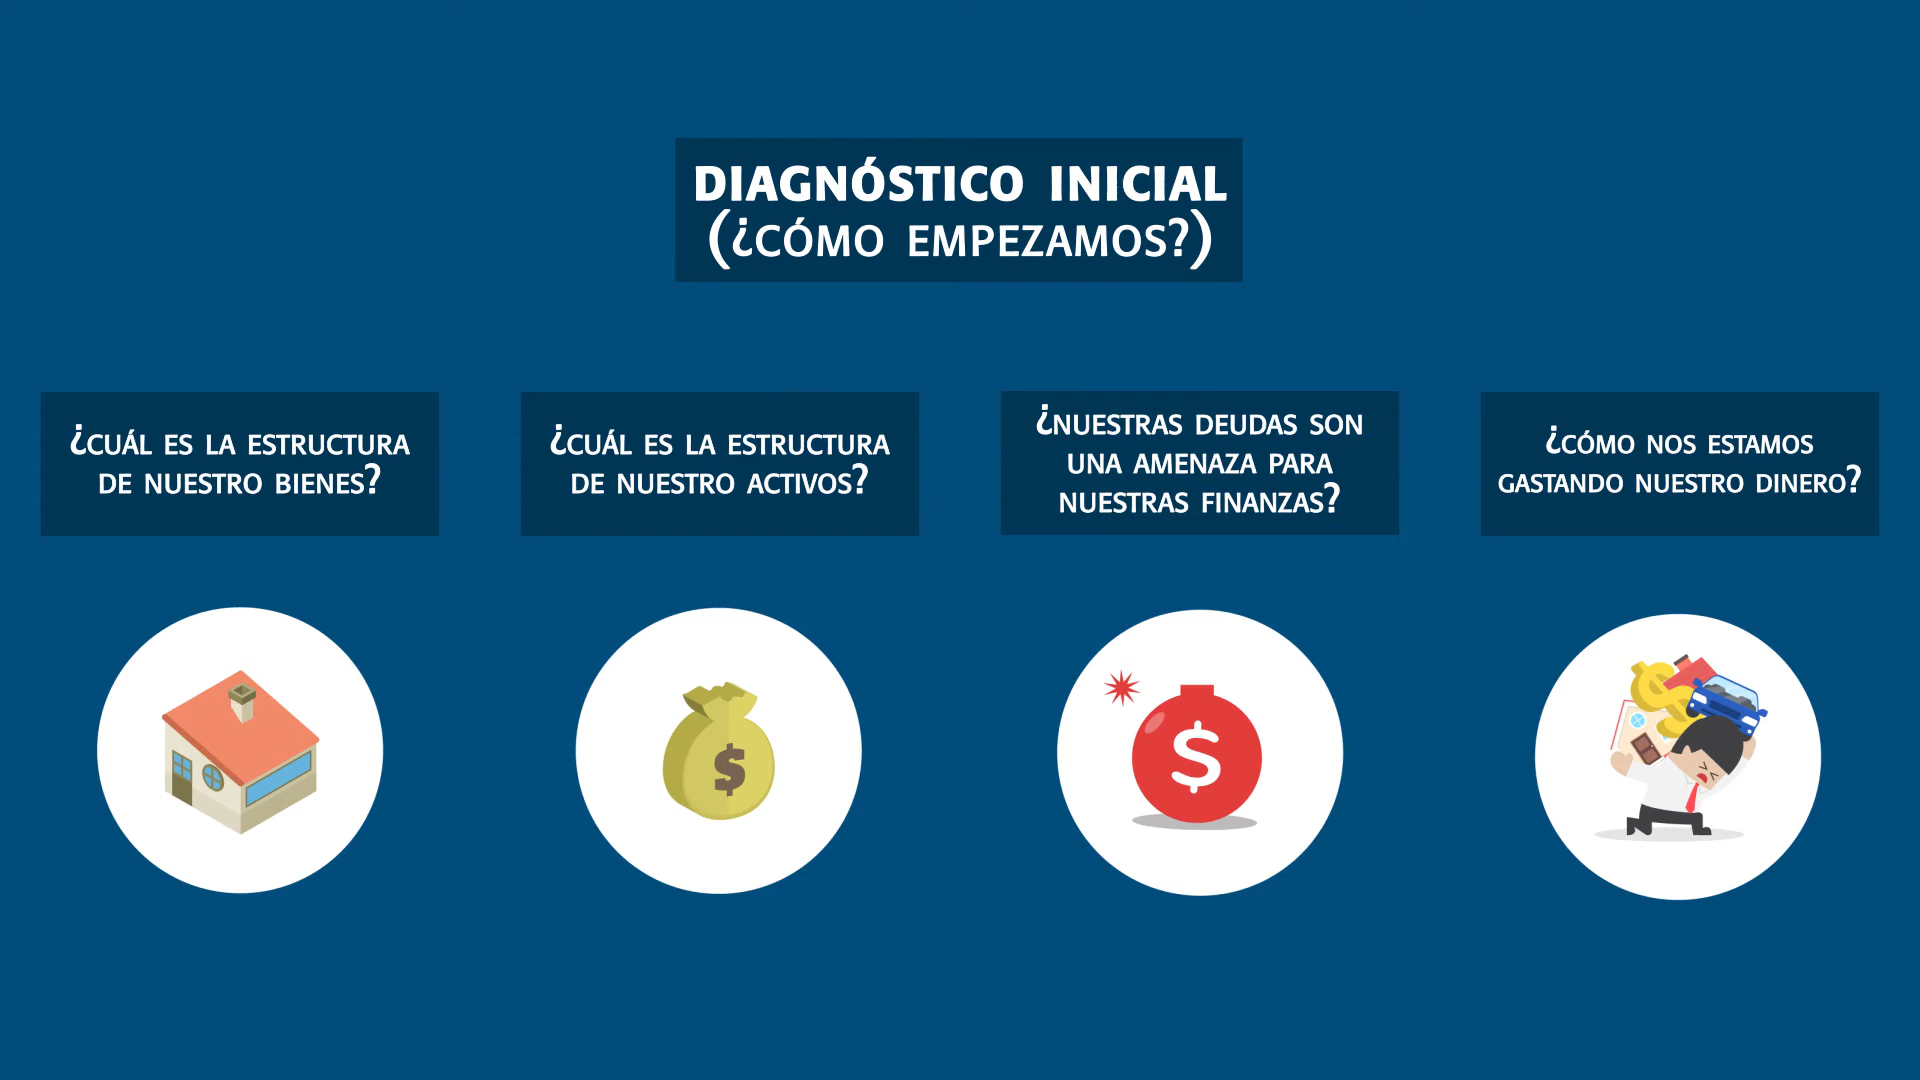 DIAGNÓSTICO INICIAL
(¿CÓMO EMPEZAMOS?)
¿CUÁL ES LA ESTRUCTURA
DE NUESTRO BIENES?
¿CUÁL ES LA ESTRUCTURA
DE NUESTRO ACTIVOS?
¿NUESTRAS DEUDAS SON
UNA AMENAZA PARA
NUESTRAS FINANZAS?
¿CÓMO NOS ESTAMOS
GASTANDO NUESTRO DINERO?
$
$